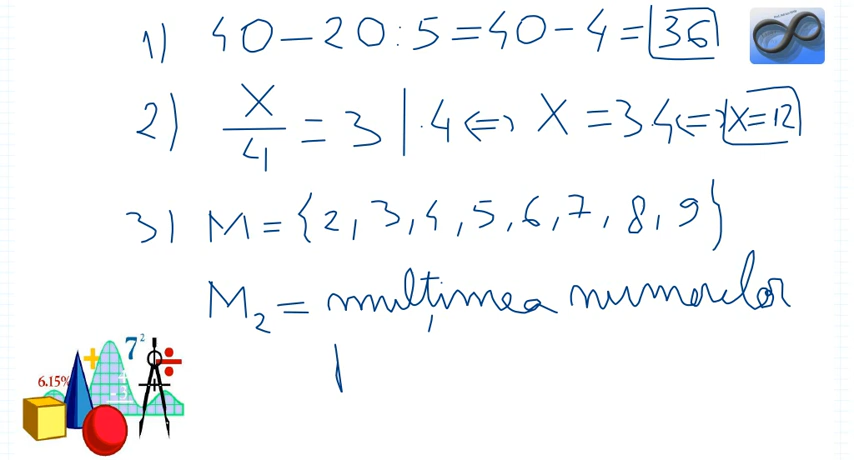 1) 40 - 20 : 5 = 40 - 4 = 36
2) X/4 = 3 | · 4 ⇔ X = 3 · 4 ⇔ X = 12
3) M = {2, 3, 4, 5, 6, 7, 8, 9}
M₂ = mulțimea numerelor
7²
6.15%